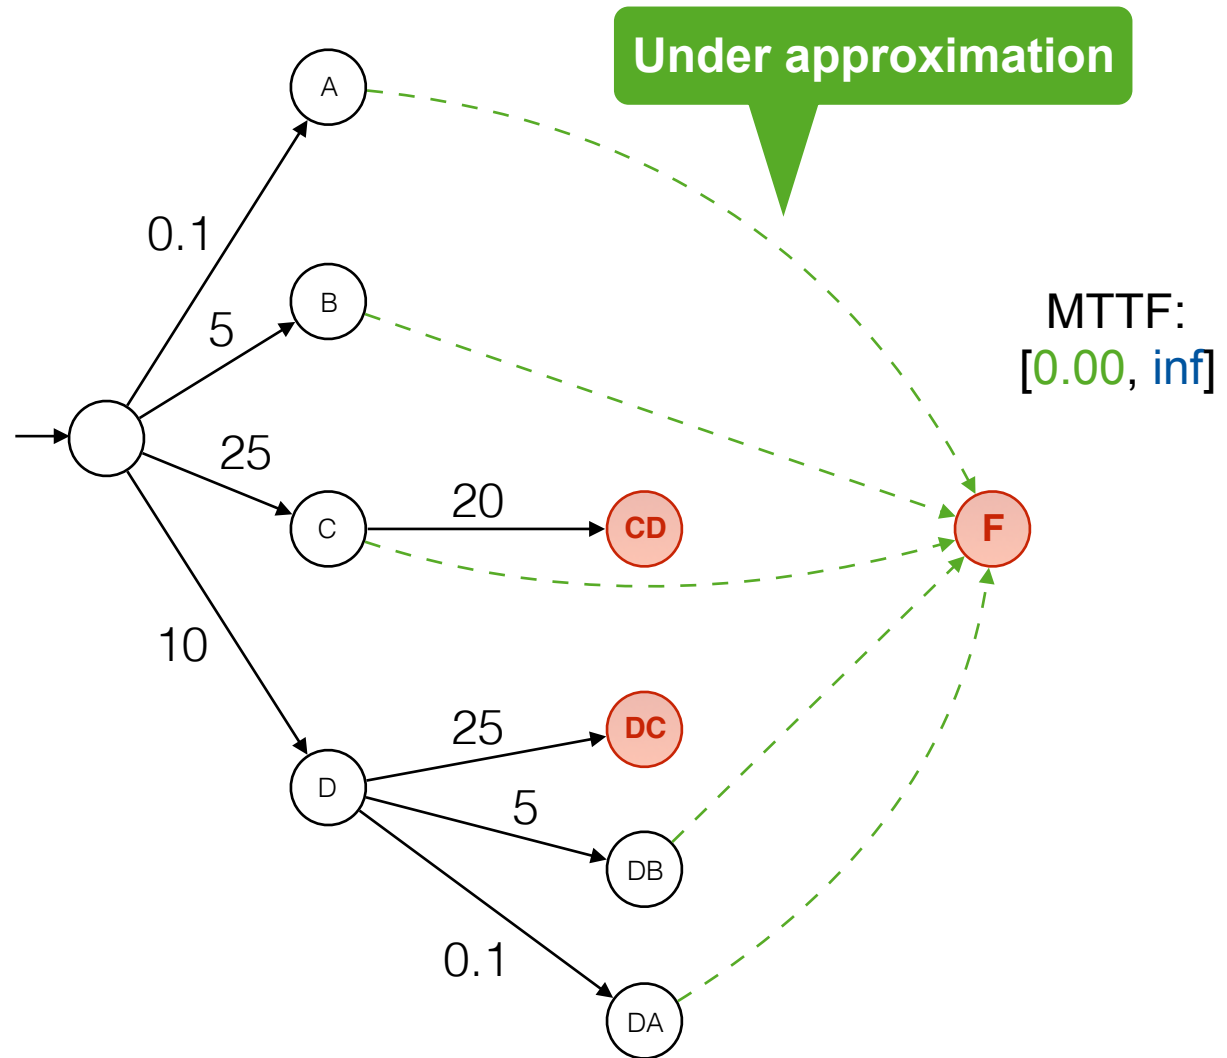 Under approximation
A
0.1
B
5
MTTF:
[0.00, inf]
25
C
20
CD
F
10
D
25
DC
5
DB
0.1
DA